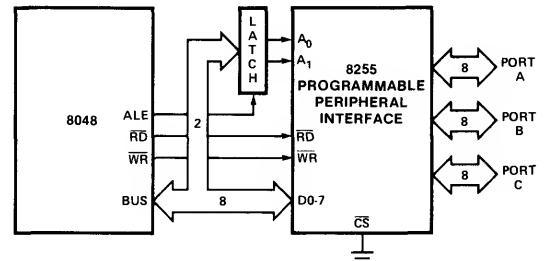 8048
ALE
RD
WR
BUS
2
8
LATCH
A0
A1
8255
PROGRAMMABLE
PERIPHERAL
INTERFACE
RD
WR
D0-7
CS
8
PORT
A
8
PORT
B
8
PORT
C